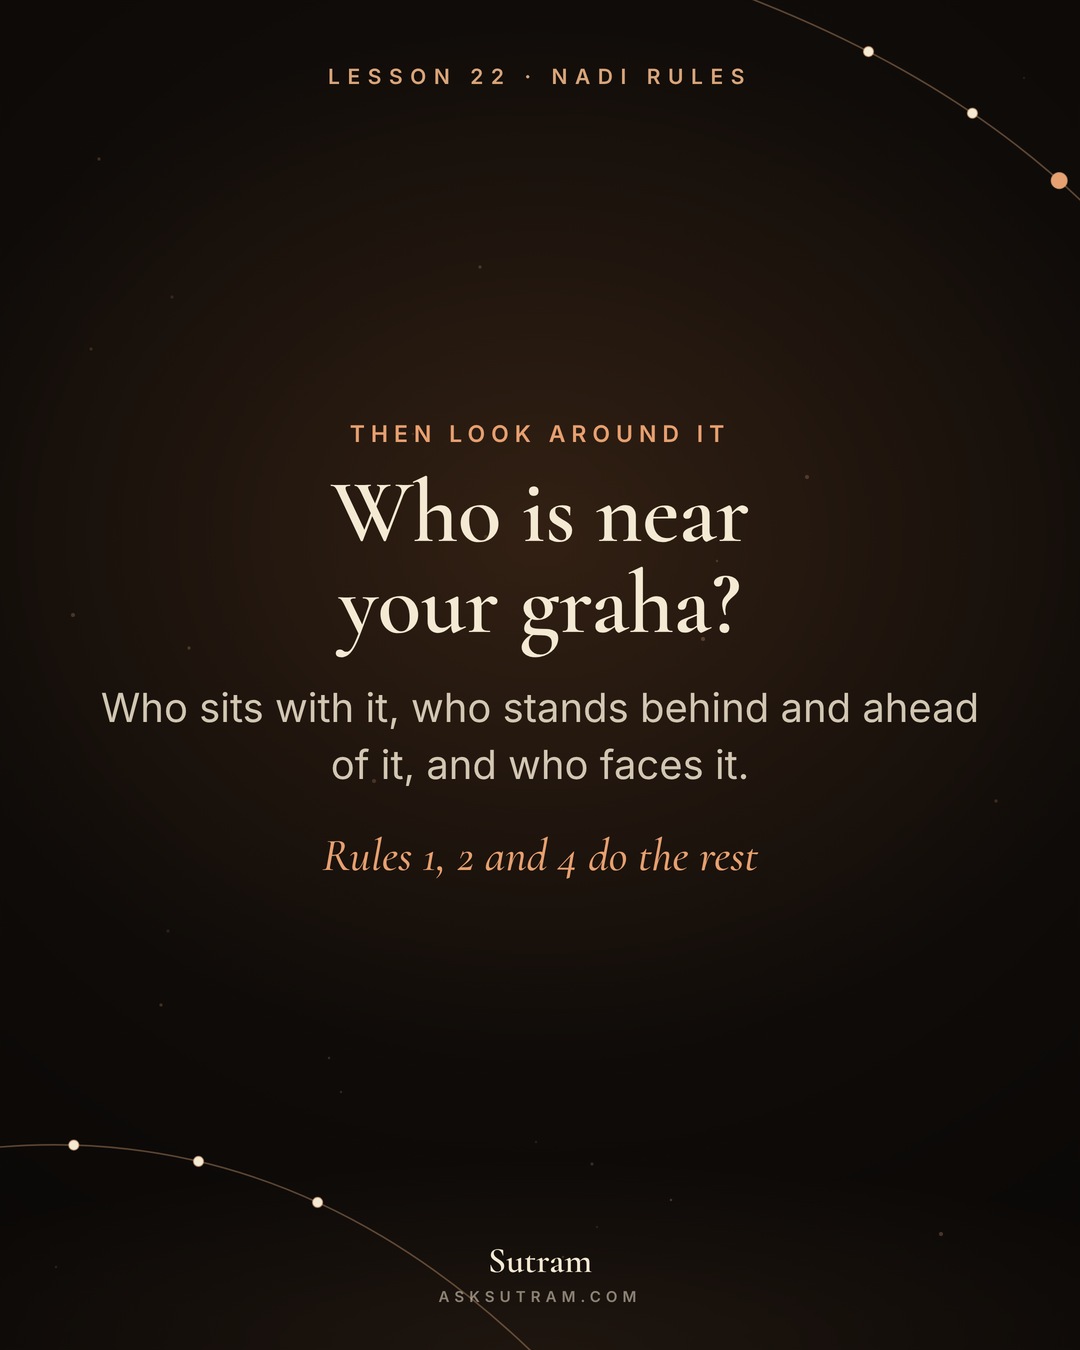 LESSON 22 · NADI RULES
THEN LOOK AROUND IT
Who is near
your graha?
Who sits with it, who stands behind and ahead
of it, and who faces it.
Rules 1, 2 and 4 do the rest
Sutram
ASKSUTRAM.COM